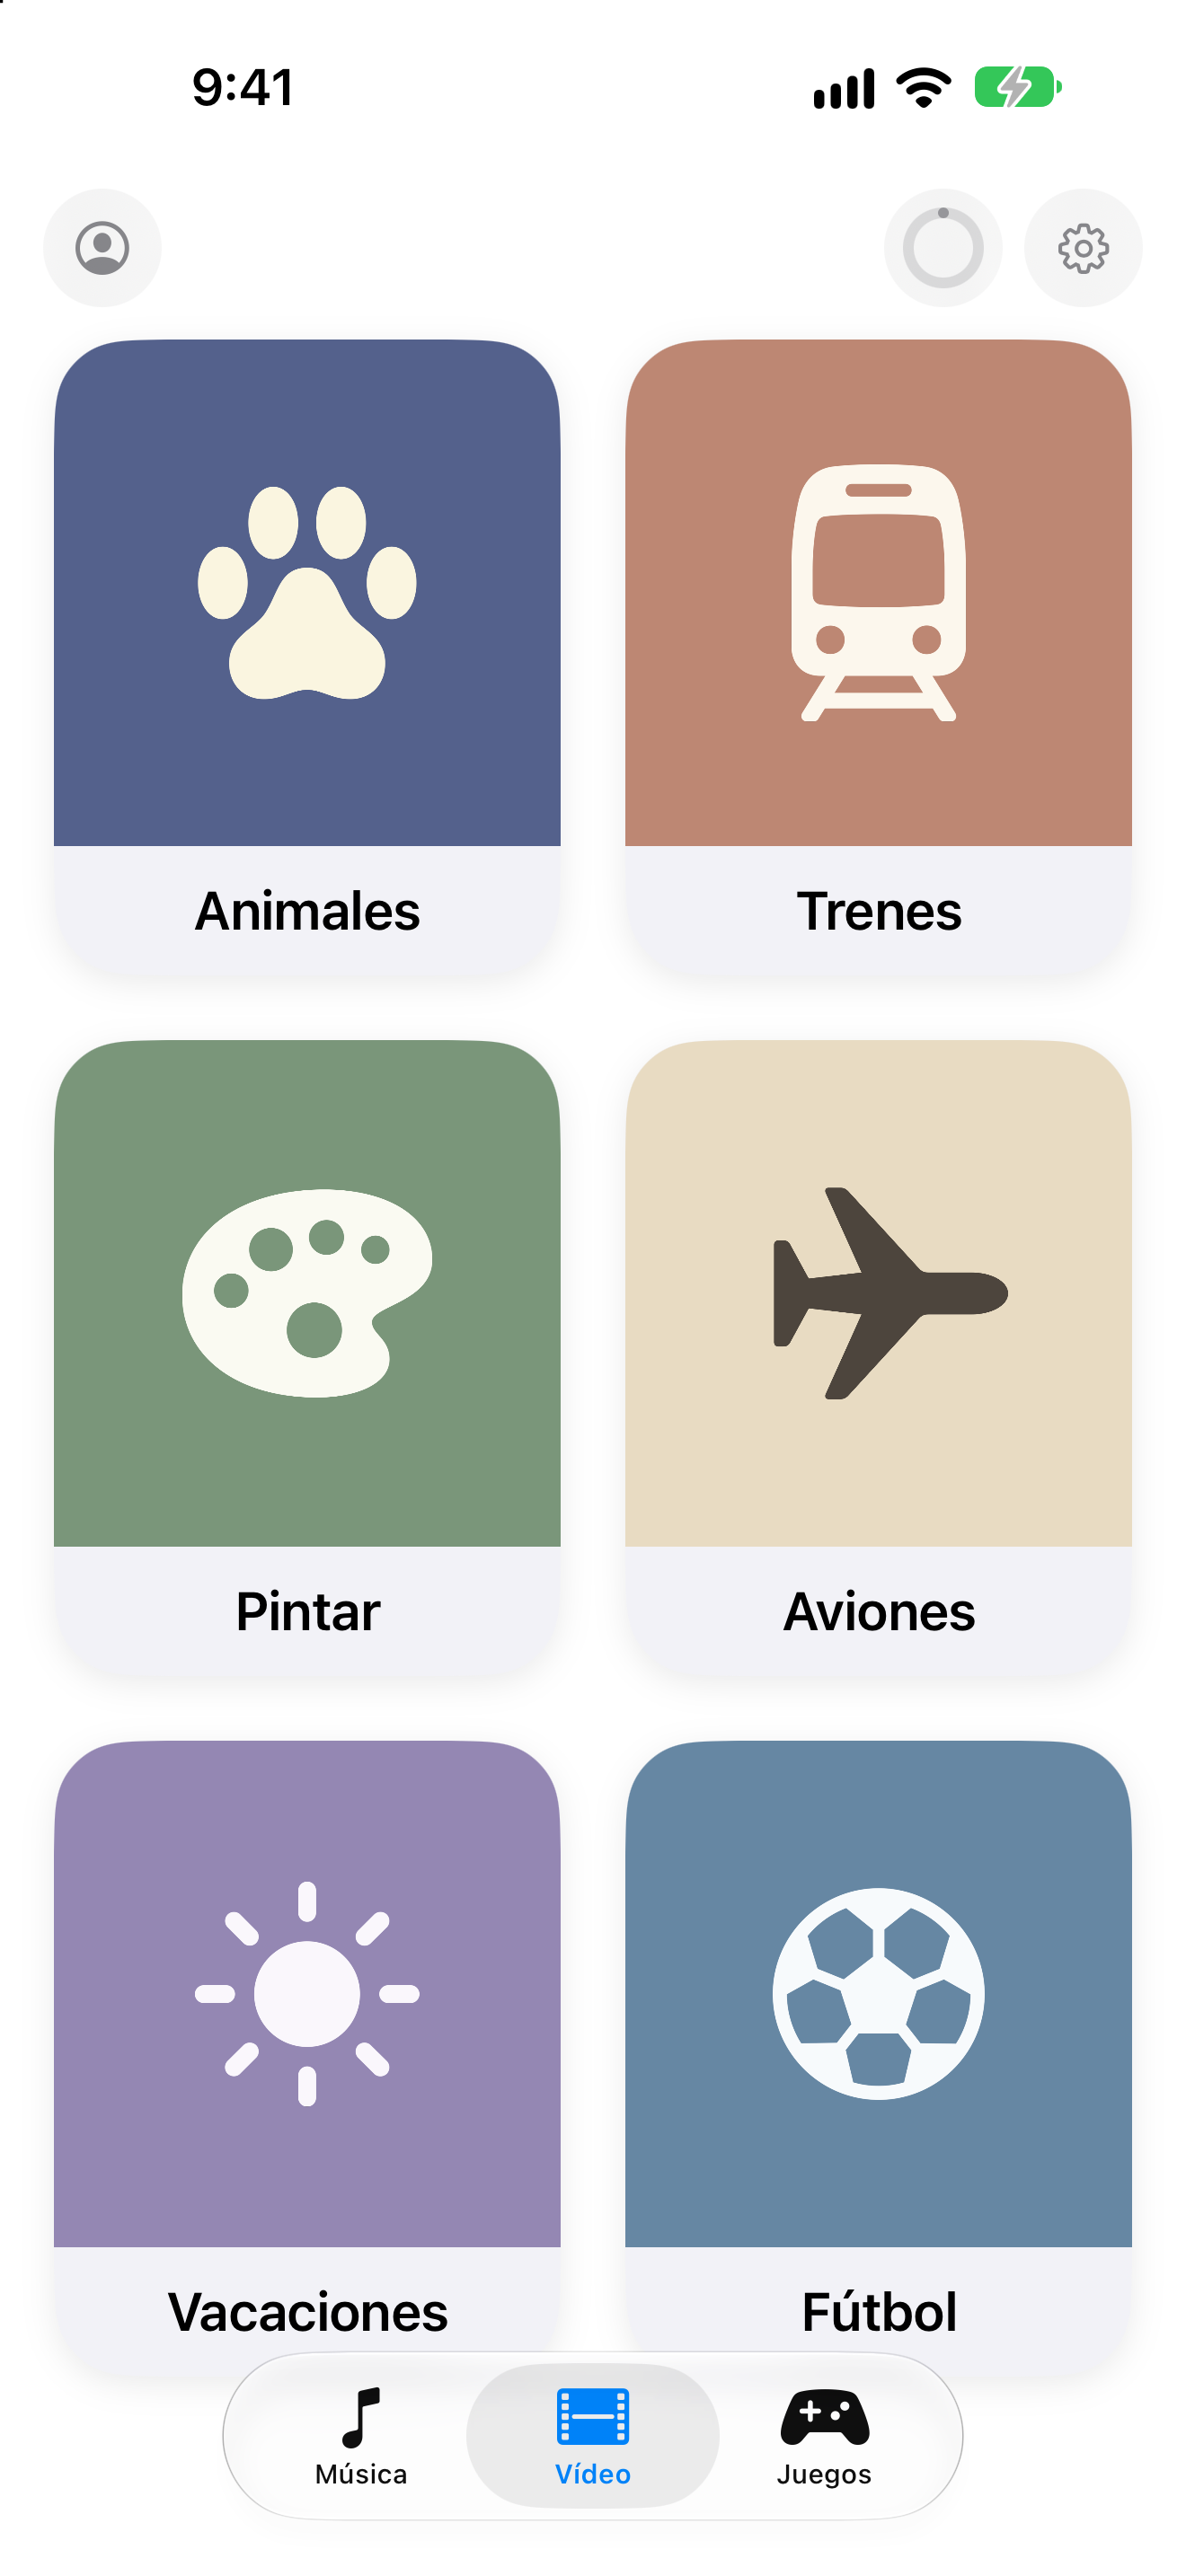 9:41
Animales
Trenes
Pintar
Aviones
Vacaciones
Fútbol
Música
Vídeo
Juegos